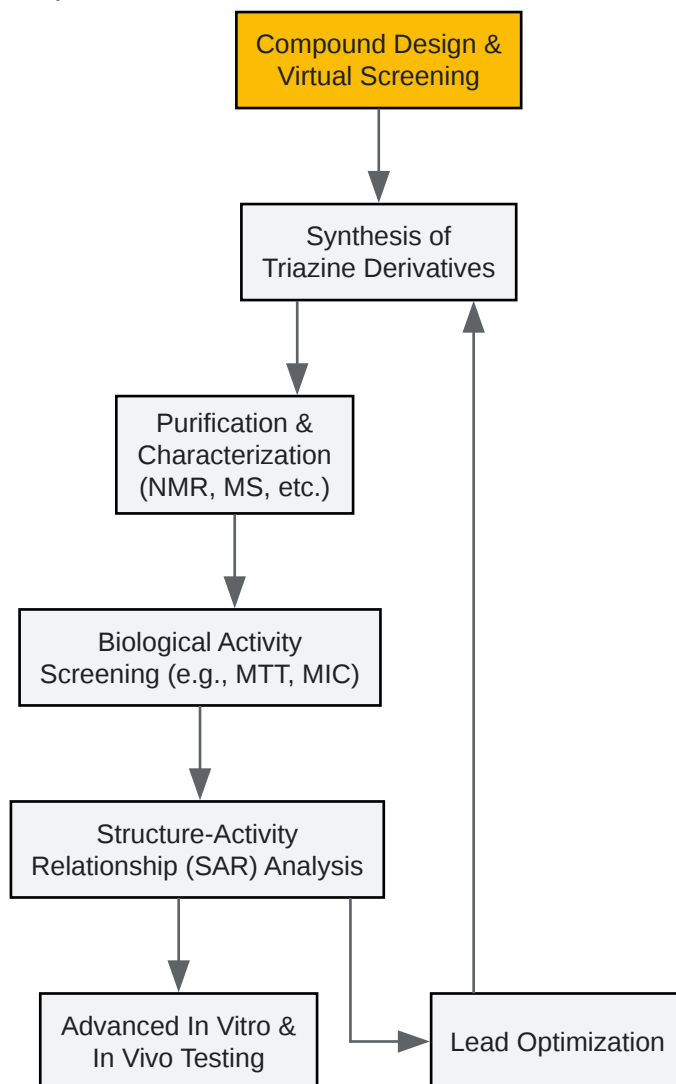 Compound Design &
Virtual Screening
Synthesis of
Triazine Derivatives
Purification &
Characterization
(NMR, MS, etc.)
Biological Activity
Screening (e.g., MTT, MIC)
Structure-Activity
Relationship (SAR) Analysis
Advanced In Vitro &
In Vivo Testing
Lead Optimization